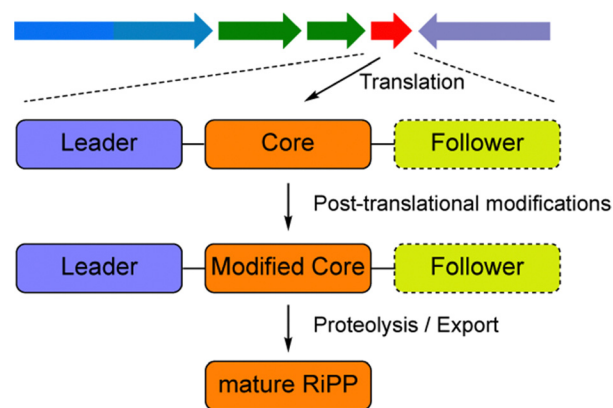 Translation
Leader Core Follower
Post-translational modifications
Leader Modified Core Follower
Proteolysis / Export
mature RiPP